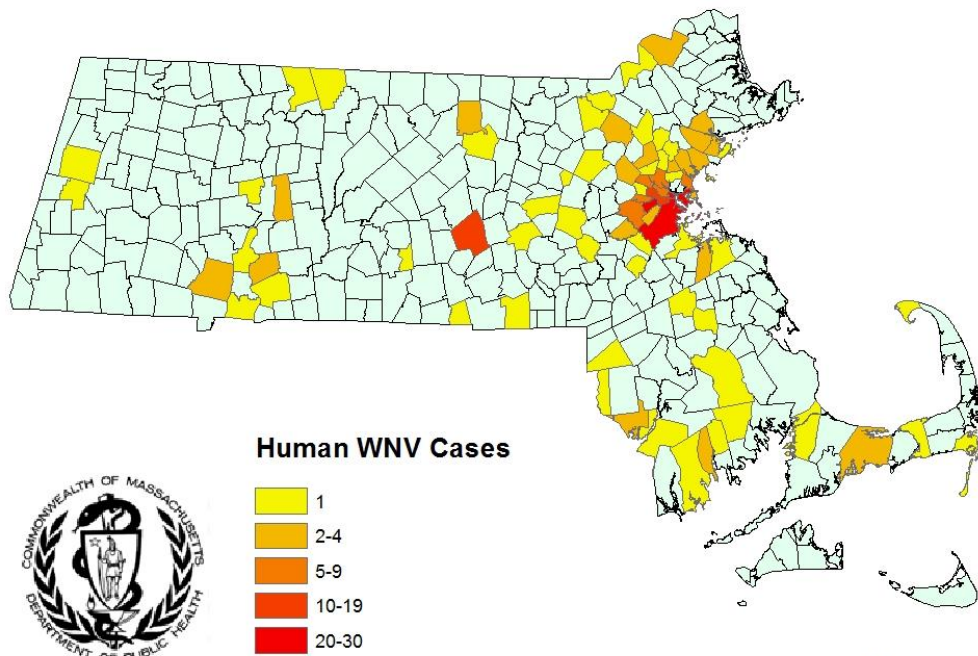 Human WNV Cases
1
2-4
5-9
10-19
20-30
COMMONWEALTH OF MASSACHUSETTS
DEPARTMENT OF PUBLIC HEALTH